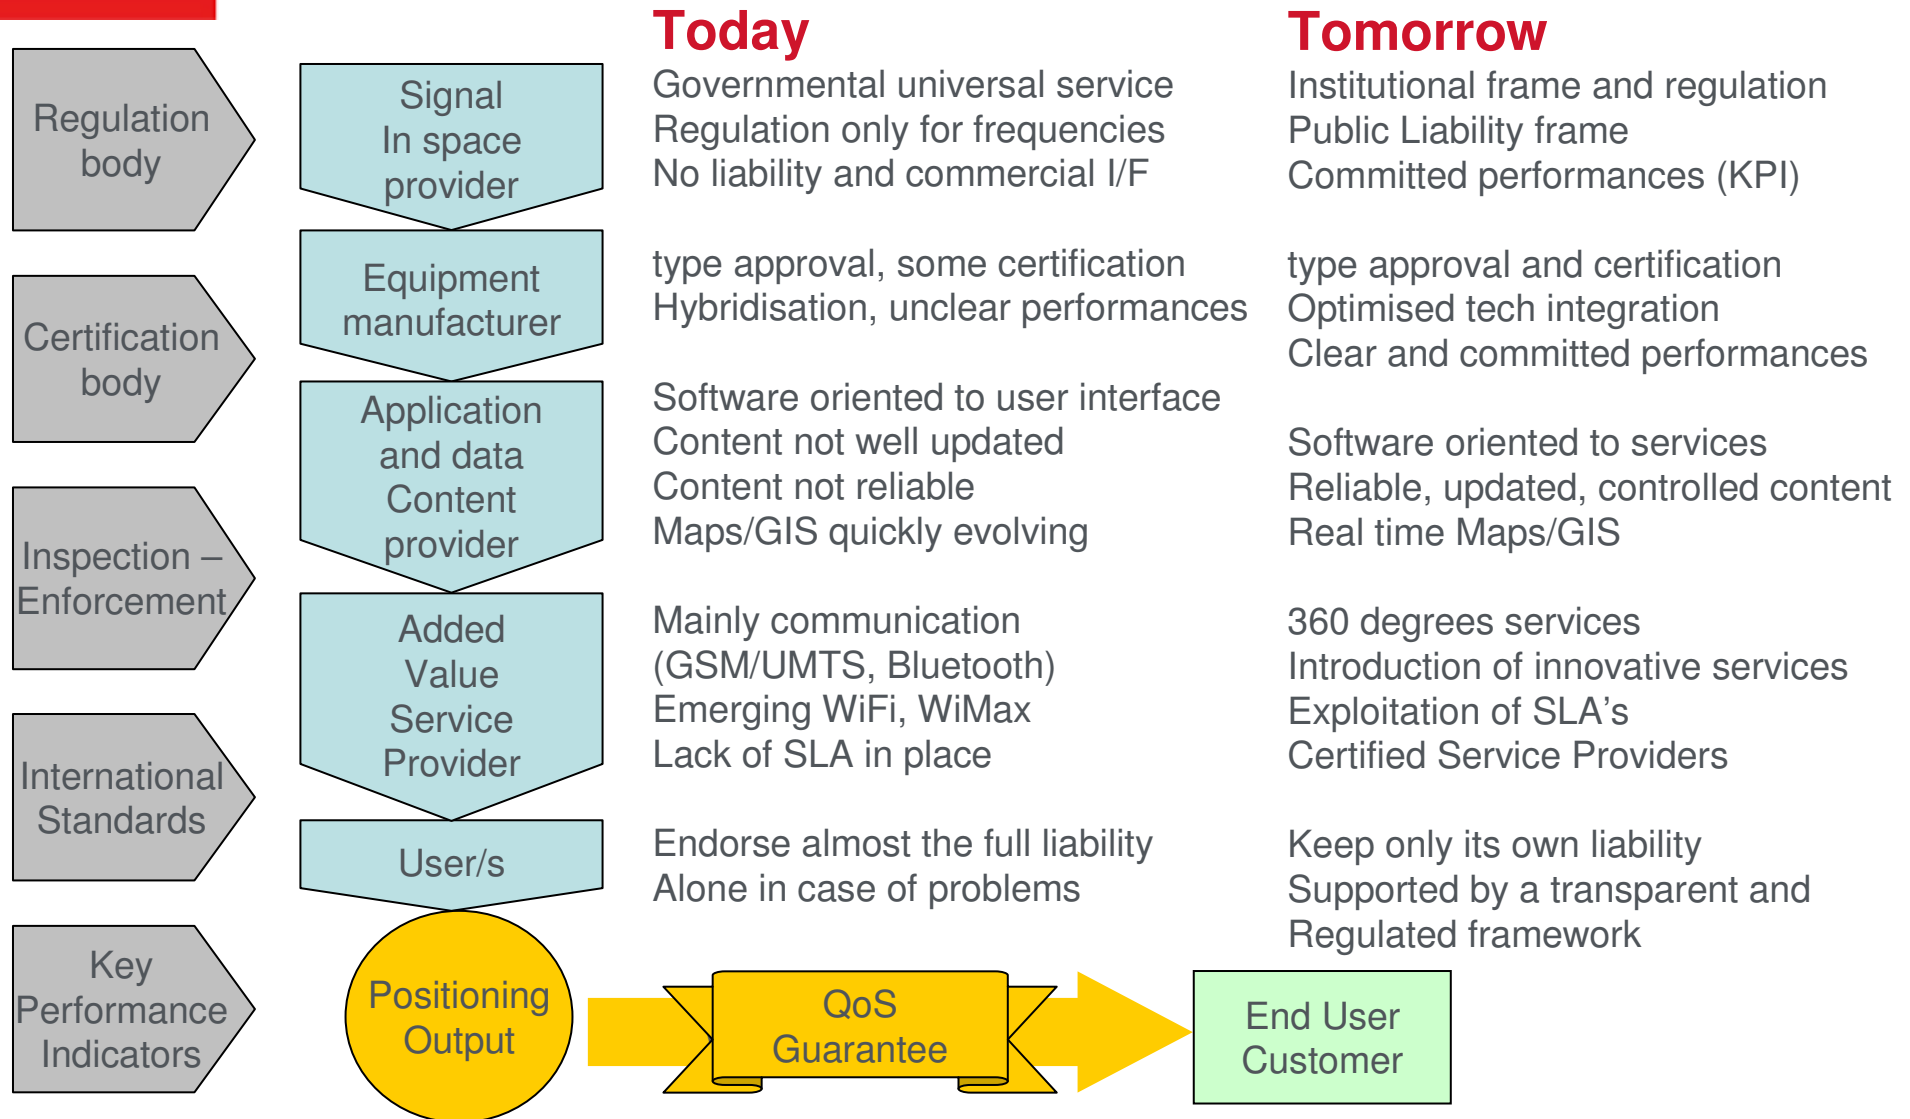 Today
Tomorrow
Regulation
body
Certification
body
Inspection –
Enforcement
International
Standards
Key
Performance
Indicators
Signal
In space
provider
Governmental universal service
Regulation only for frequencies
No liability and commercial I/F
Institutional frame and regulation
Public Liability frame
Committed performances (KPI)
Equipment
manufacturer
type approval, some certification
Hybridisation, unclear performances
type approval and certification
Optimised tech integration
Clear and committed performances
Application
and data
Content
provider
Software oriented to user interface
Content not well updated
Content not reliable
Maps/GIS quickly evolving
Software oriented to services
Reliable, updated, controlled content
Real time Maps/GIS
Added
Value
Service
Provider
Mainly communication
(GSM/UMTS, Bluetooth)
Emerging WiFi, WiMax
Lack of SLA in place
360 degrees services
Introduction of innovative services
Exploitation of SLA's
Certified Service Providers
User/s
Endorse almost the full liability
Alone in case of problems
Keep only its own liability
Supported by a transparent and
Regulated framework
Positioning
Output
QoS
Guarantee
End User
Customer